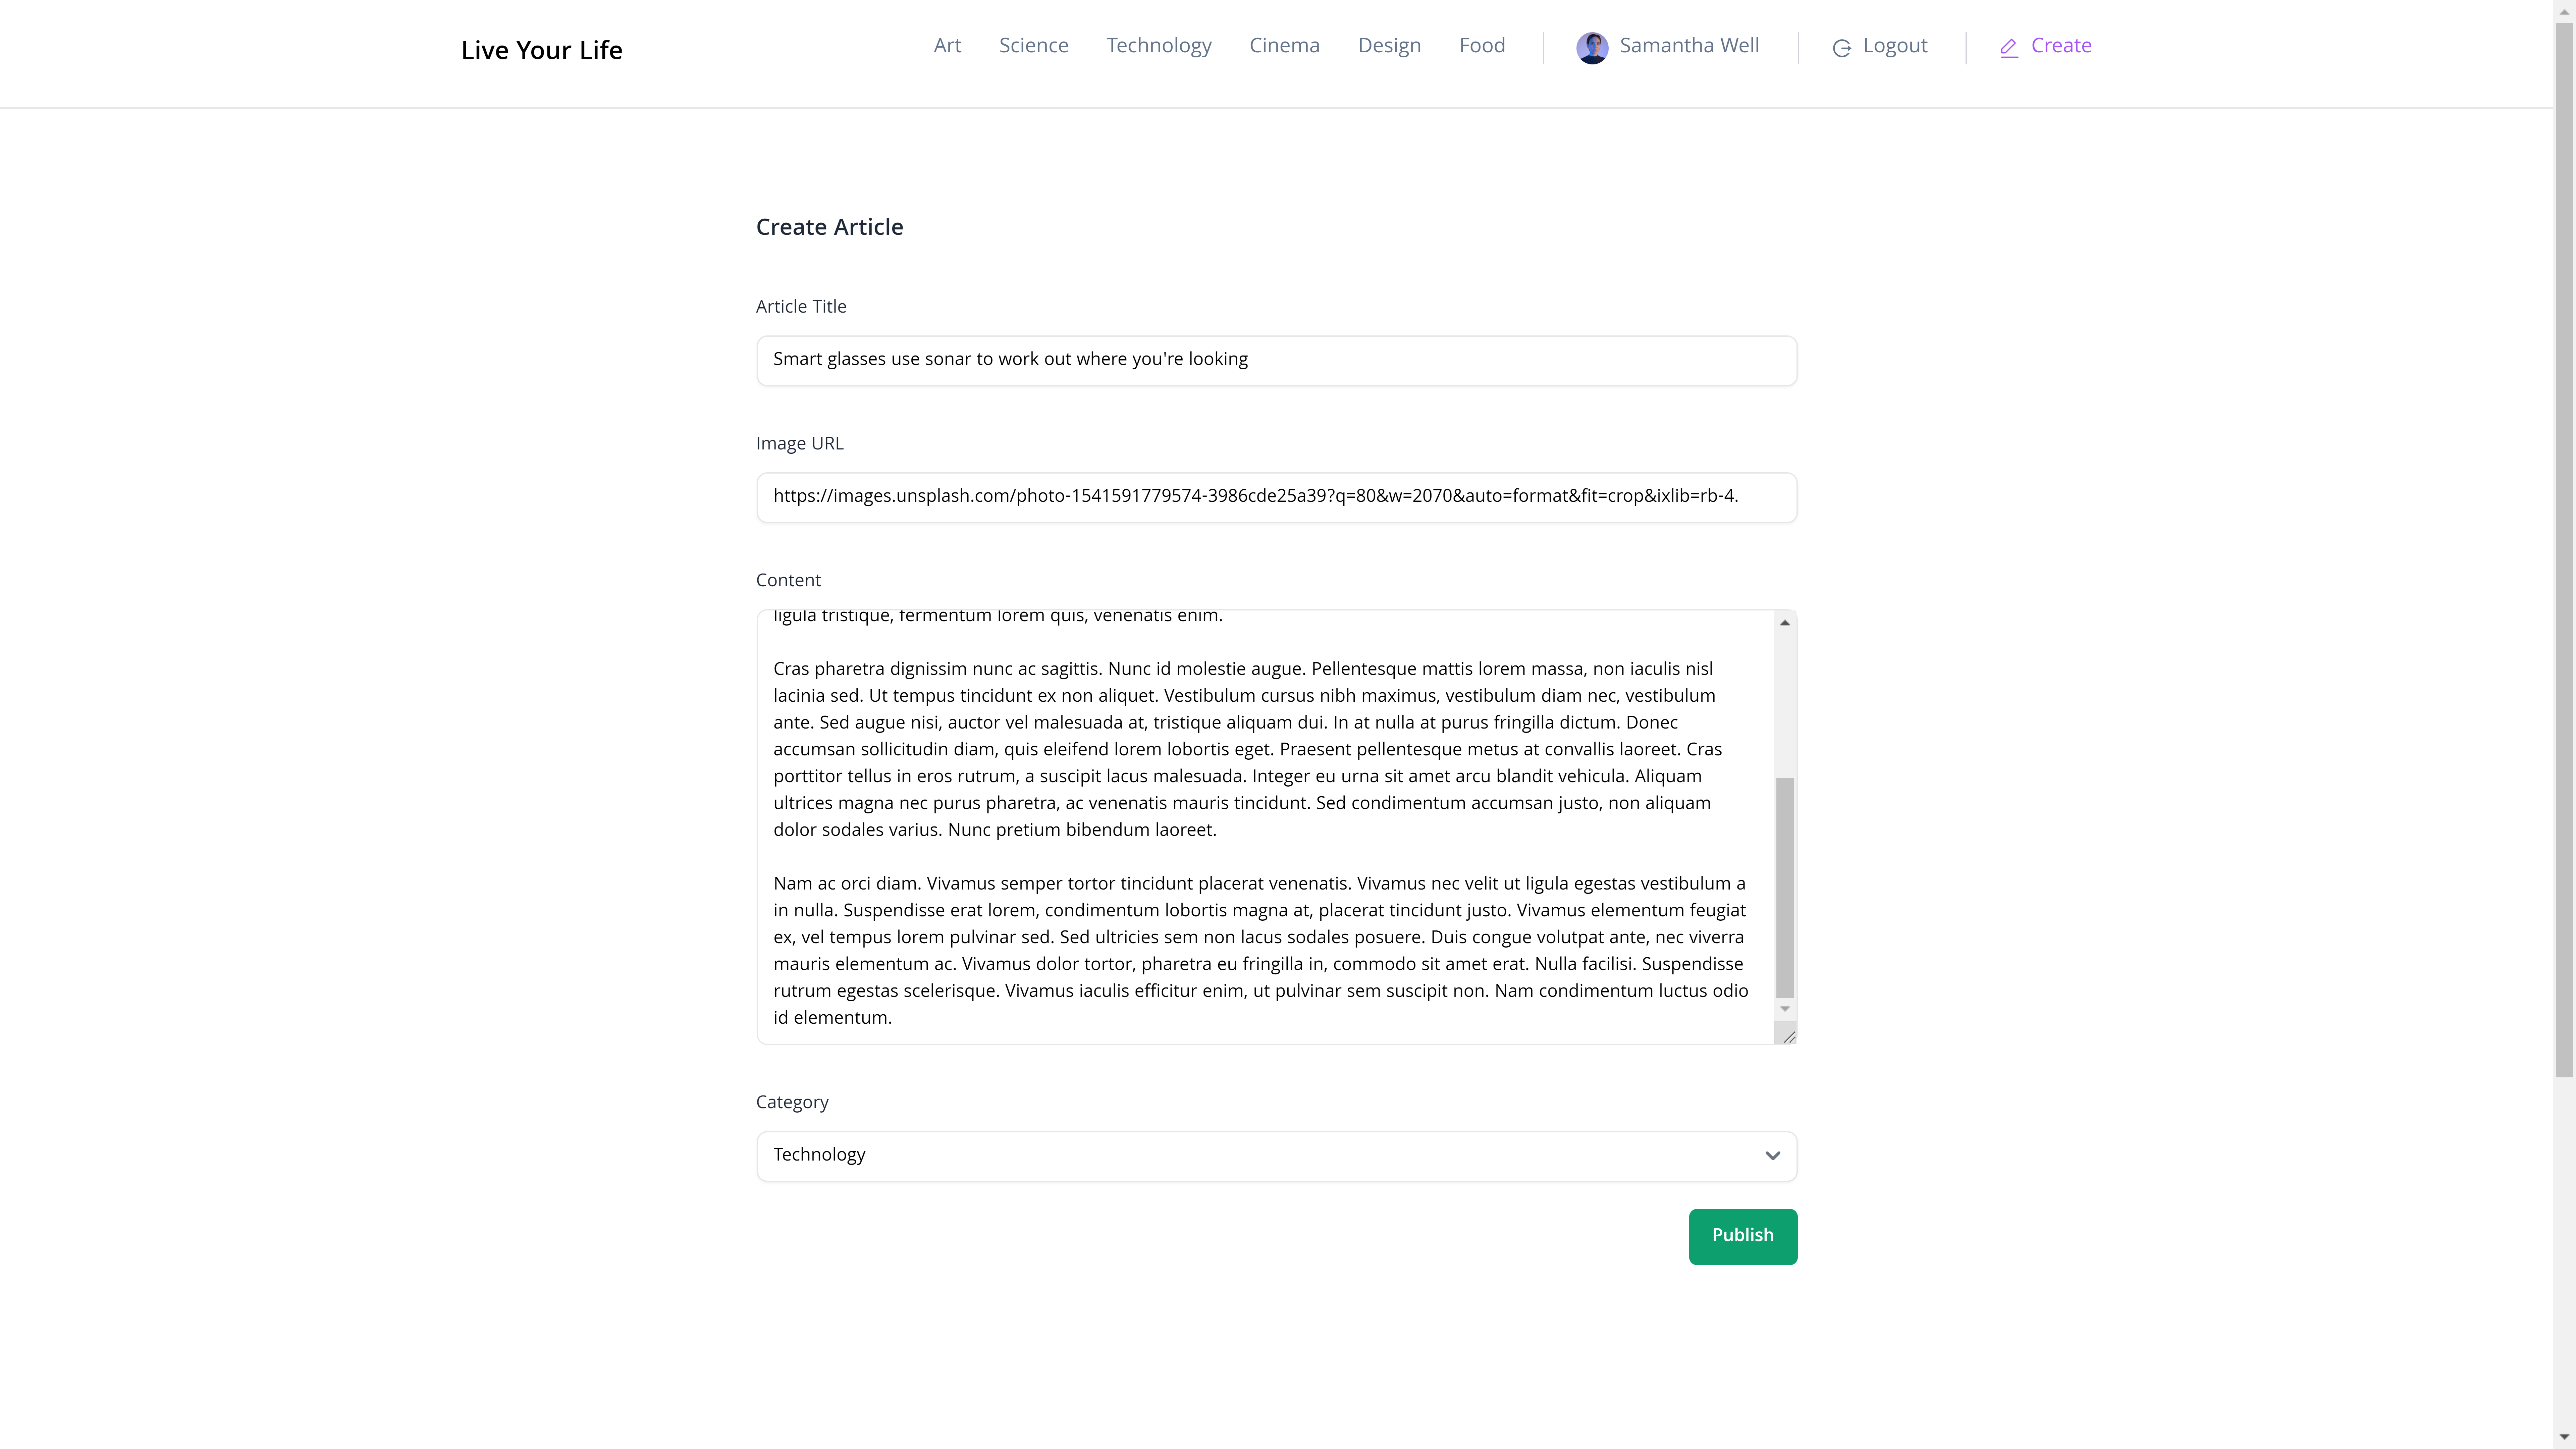 Live Your Life
Art
Science
Technology
Cinema
Design
Food
Samantha Well
Logout
Create
Create Article
Article Title
Smart glasses use sonar to work out where you're looking
Image URL
https://images.unsplash.com/photo-1541591779574-3986cde25a39?q=80&w=2070&auto=format&fit=crop&ixlib=rb-4.
Content
ligula tristique, fermentum lorem quis, venenatis enim.
Cras pharetra dignissim nunc ac sagittis. Nunc id molestie augue. Pellentesque mattis lorem massa, non iaculis nisl
lacinia sed. Ut tempus tincidunt ex non aliquet. Vestibulum cursus nibh maximus, vestibulum diam nec, vestibulum
ante. Sed augue nisi, auctor vel malesuada at, tristique aliquam dui. In at nulla at purus fringilla dictum. Donec
accumsan sollicitudin diam, quis eleifend lorem lobortis eget. Praesent pellentesque metus at convallis laoreet. Cras
porttitor tellus in eros rutrum, a suscipit lacus malesuada. Integer eu urna sit amet arcu blandit vehicula. Aliquam
ultrices magna nec purus pharetra, ac venenatis mauris tincidunt. Sed condimentum accumsan justo, non aliquam
dolor sodales varius. Nunc pretium bibendum laoreet.
Nam ac orci diam. Vivamus semper tortor tincidunt placerat venenatis. Vivamus nec velit ut ligula egestas vestibulum a
in nulla. Suspendisse erat lorem, condimentum lobortis magna at, placerat tincidunt justo. Vivamus elementum feugiat
ex, vel tempus lorem pulvinar sed. Sed ultricies sem non lacus sodales posuere. Duis congue volutpat ante, nec viverra
mauris elementum ac. Vivamus dolor tortor, pharetra eu fringilla in, commodo sit amet erat. Nulla facilisi. Suspendisse
rutrum egestas scelerisque. Vivamus iaculis efficitur enim, ut pulvinar sem suscipit non. Nam condimentum luctus odio
id elementum.
Category
Technology
Publish